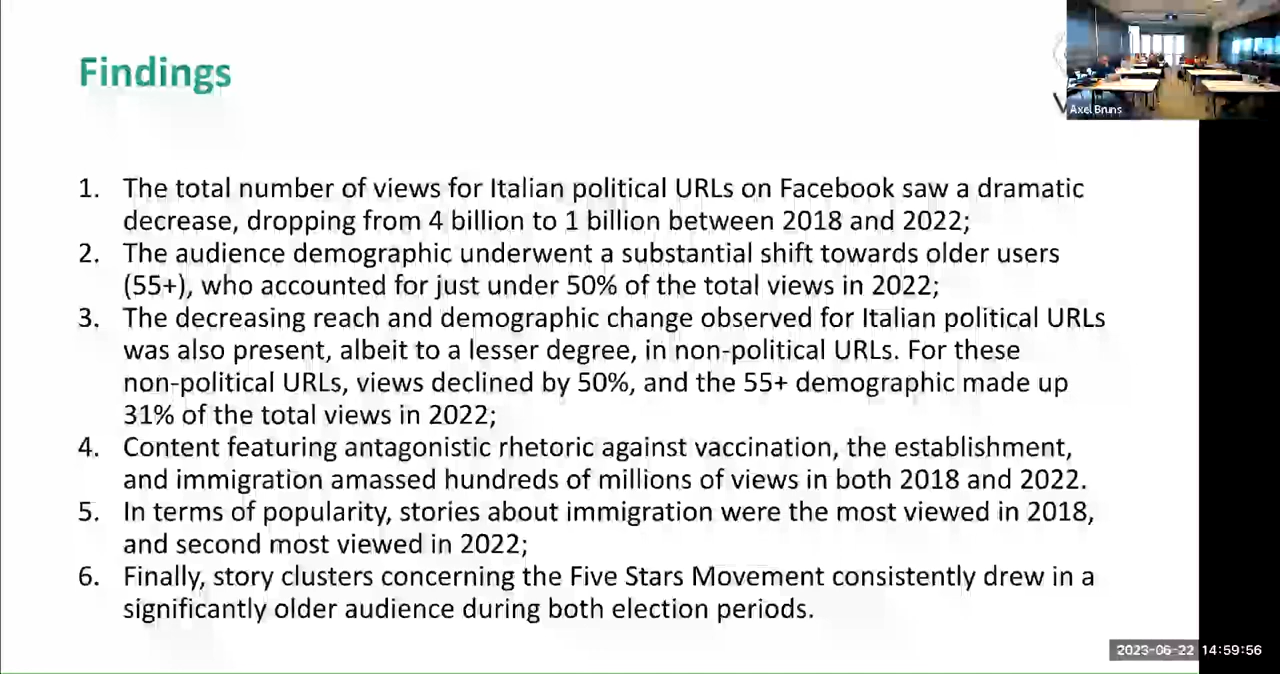 Findings
Axel Bruns
1. The total number of views for Italian political URLs on Facebook saw a dramatic
decrease, dropping from 4 billion to 1 billion between 2018 and 2022;
2. The audience demographic underwent a substantial shift towards older users
(55+), who accounted for just under 50% of the total views in 2022;
3. The decreasing reach and demographic change observed for Italian political URLs
was also present, albeit to a lesser degree, in non-political URLs. For these
non-political URLs, views declined by 50%, and the 55+ demographic made up
31% of the total views in 2022;
4. Content featuring antagonistic rhetoric against vaccination, the establishment,
and immigration amassed hundreds of millions of views in both 2018 and 2022.
5. In terms of popularity, stories about immigration were the most viewed in 2018,
and second most viewed in 2022;
6. Finally, story clusters concerning the Five Stars Movement consistently drew in a
significantly older audience during both election periods.
2023-06-22 14:59:56